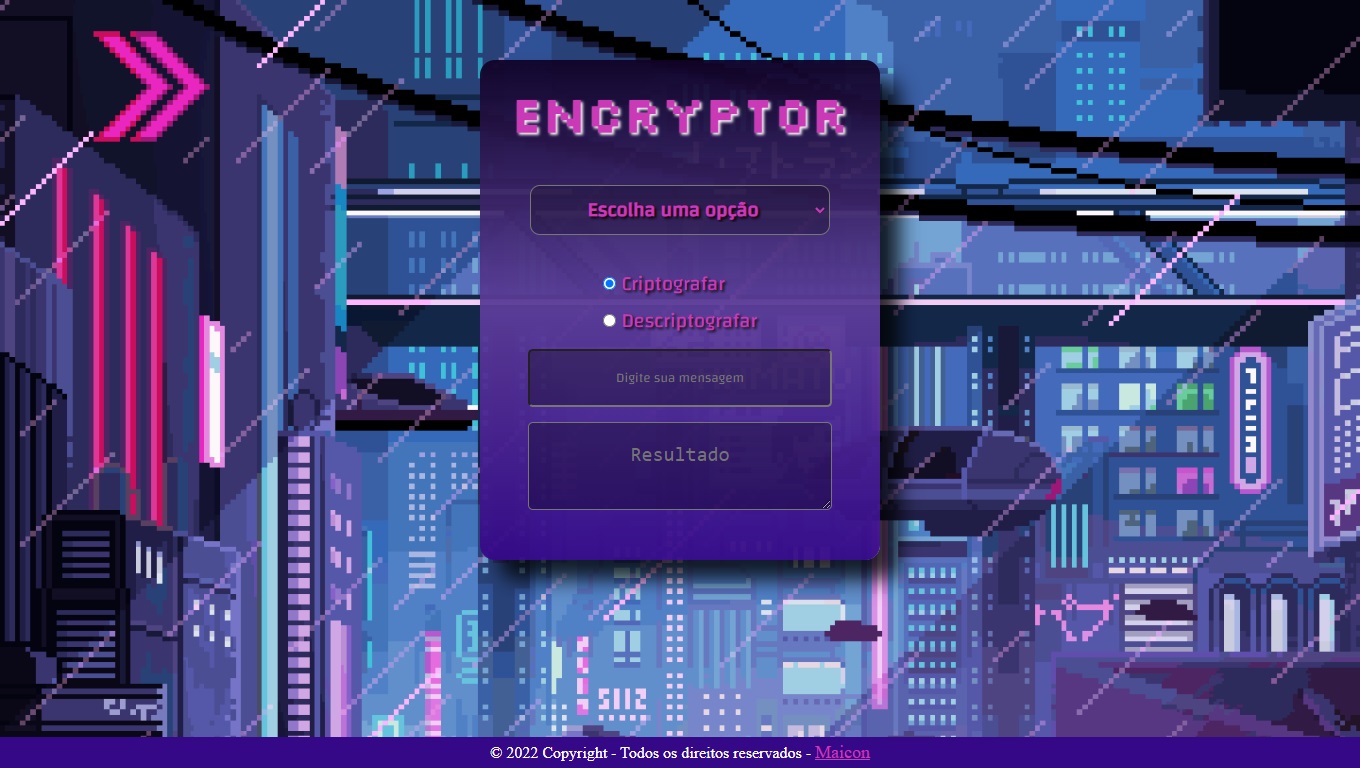 ENCRYPTOR
Escolha uma opção
Criptografar
Descriptografar
Digite sua mensagem
Resultado
© 2022 Copyright - Todos os direitos reservados - Maicon